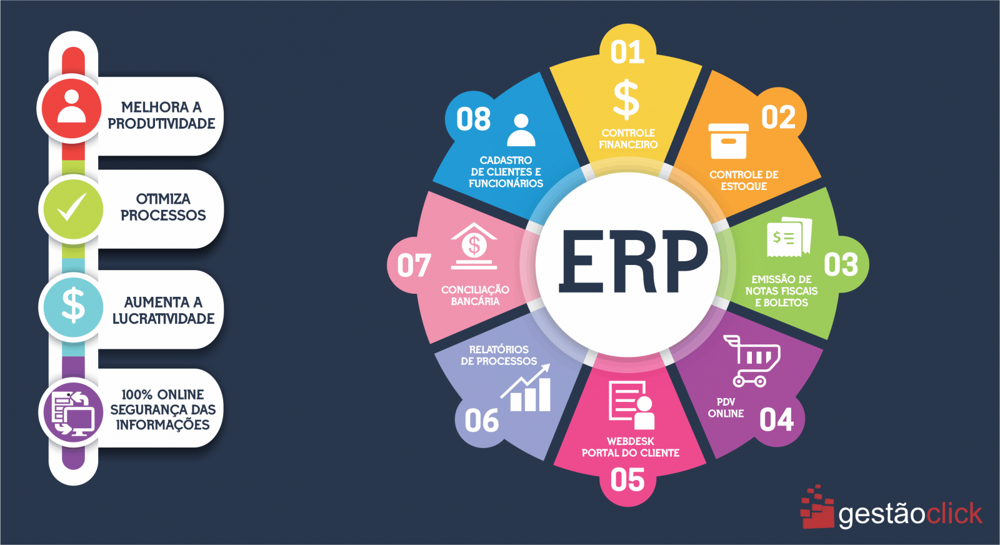 MELHORA A
PRODUTIVIDADE
OTIMIZA
PROCESSOS
AUMENTA A
LUCRATIVIDADE
100% ONLINE
SEGURANÇA DAS
INFORMAÇÕES
ERP
01
$
CONTROLE
FINANCEIRO
02
CONTROLE DE
ESTOQUE
03
EMISSÃO DE
NOTAS FISCAIS
E BOLETOS
04
PDV
ONLINE
WEBDESK
PORTAL DO CLIENTE
05
RELATÓRIOS
DE PROCESSOS
06
07
CONCILIAÇÃO
BANCÁRIA
08
CADASTRO
DE CLIENTES E
FUNCIONÁRIOS
gestãoclick